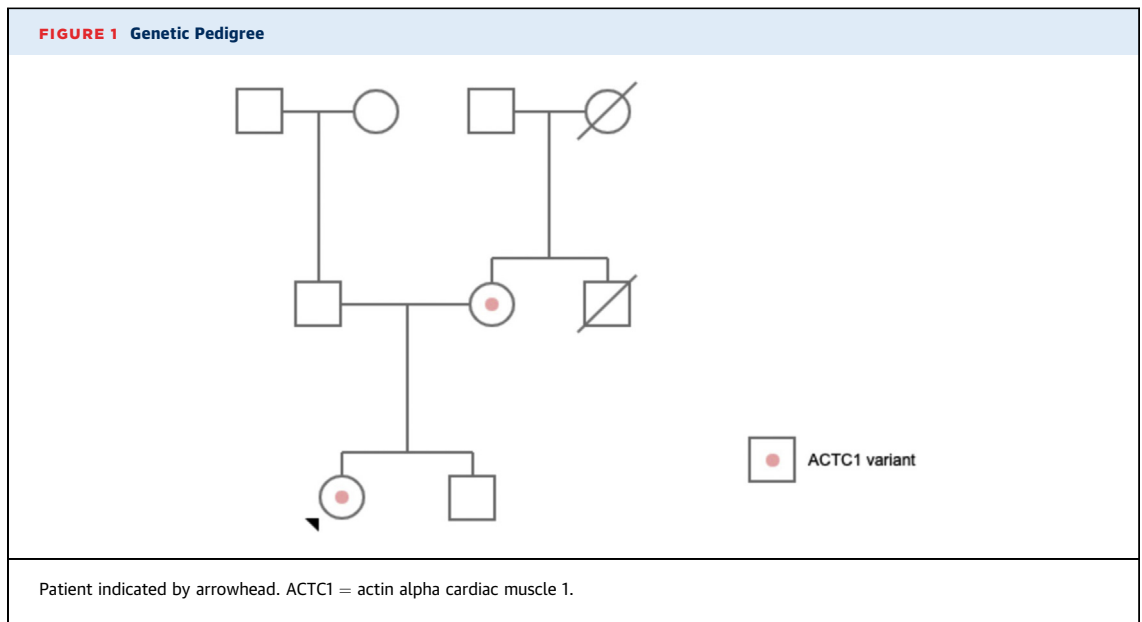 FIGURE 1 Genetic Pedigree
ACTC1 variant
Patient indicated by arrowhead. ACTC1 = actin alpha cardiac muscle 1.